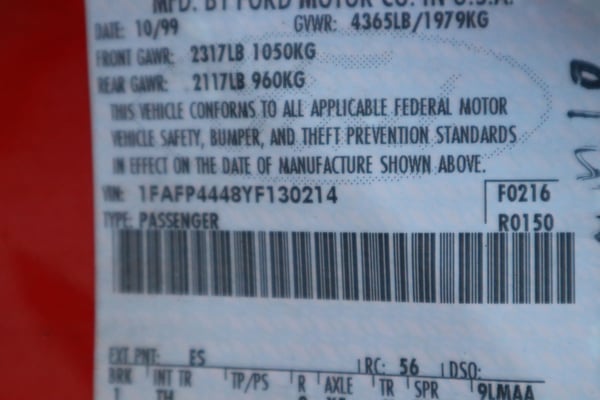 MFD. BY FORD MOTOR CO. IN U.S.A.
DATE: 10/99 GVWR: 4365LB/1979KG
FRONT GAWR: 2317LB 1050KG
REAR GAWR: 2117LB 960KG
THIS VEHICLE CONFORMS TO ALL APPLICABLE FEDERAL MOTOR
VEHICLE SAFETY, BUMPER, AND THEFT PREVENTION STANDARDS
IN EFFECT ON THE DATE OF MANUFACTURE SHOWN ABOVE.
VIN: 1FAFP4448YF130214 F0216
TYPE: PASSENGER R0150
EXT PNT: ES RC: 56 DSO:
BRK INT TR TP/PS R AXLE TR SPR 9LMAA